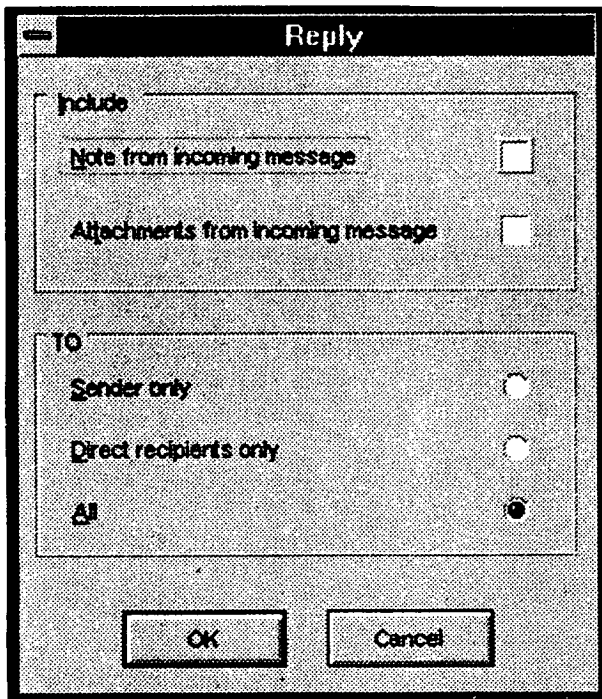 Reply
Include
Note from incoming message
Attachments from incoming message
TO
Sender only
Direct recipients only
All
OK
Cancel